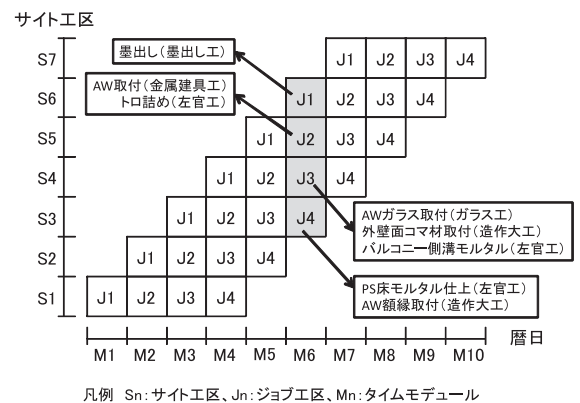 サイト工区
墨出し(墨出し工)
AW取付(金属建具工)
トロ詰め(左官工)
S7 J1 J2 J3 J4
S6 J1 J2 J3 J4
S5 J1 J2 J3 J4
S4 J1 J2 J3 J4
S3 J1 J2 J3 J4
S2 J1 J2 J3 J4
S1 J1 J2 J3 J4
AWガラス取付(ガラス工)
外壁面コマ材取付(造作大工)
バルコニー側溝モルタル(左官工)
PS床モルタル仕上(左官工)
AW額縁取付(造作大工)
M1 M2 M3 M4 M5 M6 M7 M8 M9 M10
暦日
凡例 Sn:サイト工区、Jn:ジョブ工区、Mn:タイムモデュール